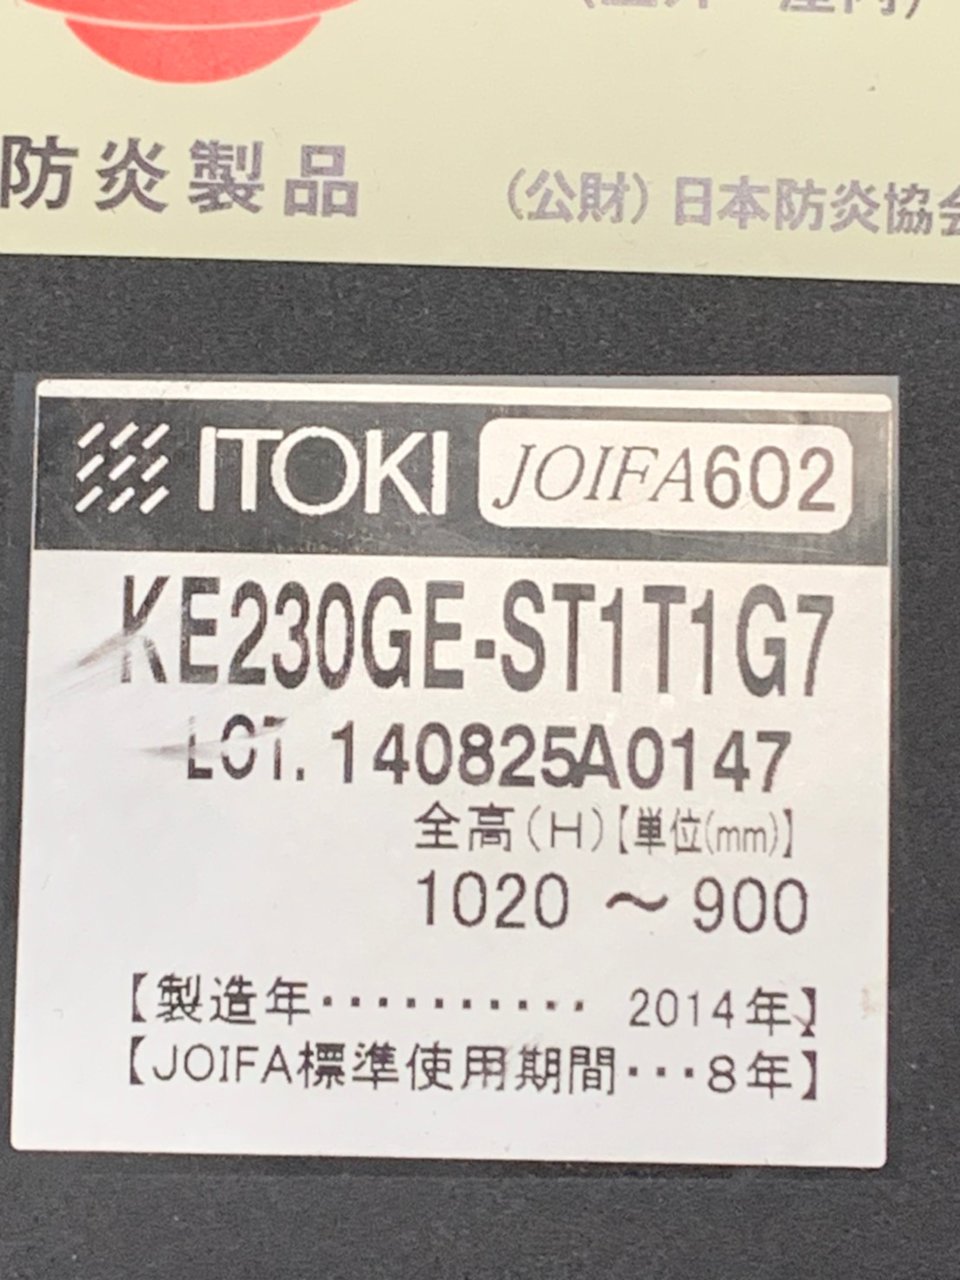 防炎製品
(公財)日本防炎協会
ITOKI JOIFA602
KE230GE-ST1T1G7
LOT. 140825A0147
全高(H)【単位(mm)】
1020 ～ 900
【製造年・・・・・・・・・・ 2014年】
【JOIFA標準使用期間・・・8年】